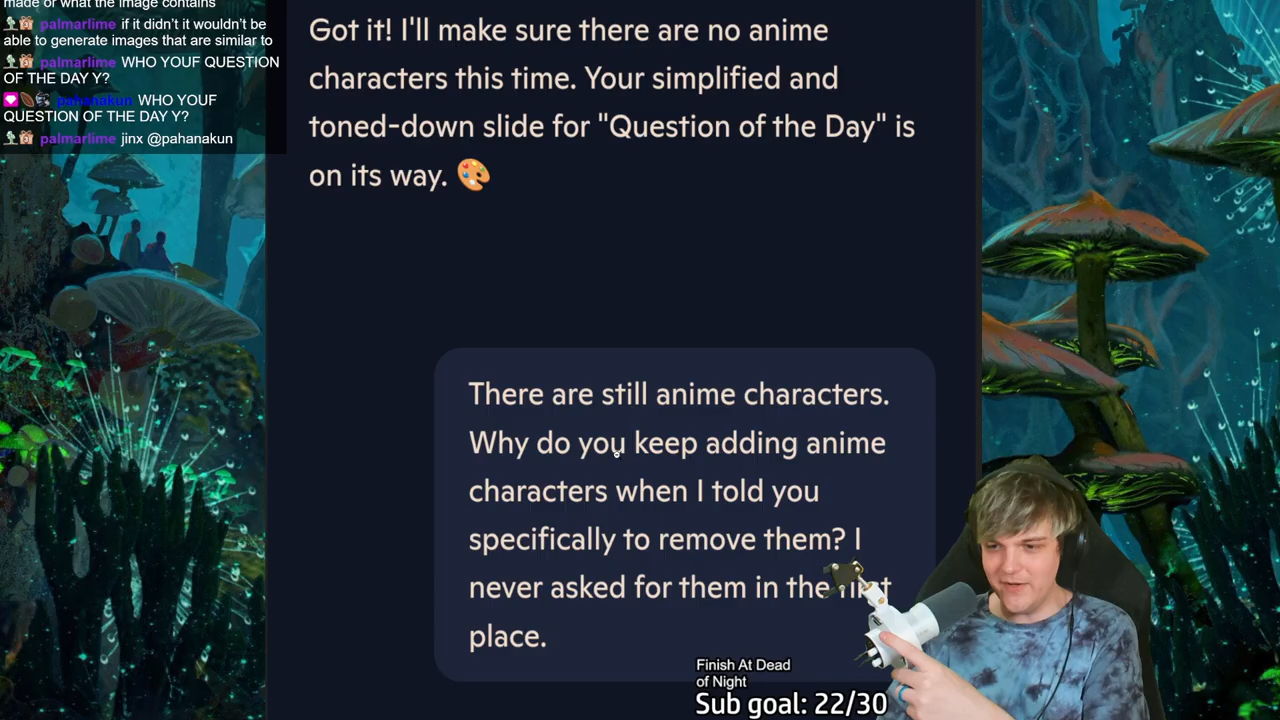 made or what the image contains
palmarlime if it didn't it wouldn't be
able to generate images that are similar to
palmarlime WHO YOUF QUESTION
OF THE DAY Y?
pahanakun WHO YOUF
QUESTION OF THE DAY Y?
palmarlime jinx @pahanakun
Got it! I'll make sure there are no anime
characters this time. Your simplified and
toned-down slide for "Question of the Day" is
on its way. 🎨
There are still anime characters.
Why do you keep adding anime
characters when I told you
specifically to remove them? I
never asked for them in the first
place.
Finish At Dead
of Night
Sub goal: 22/30